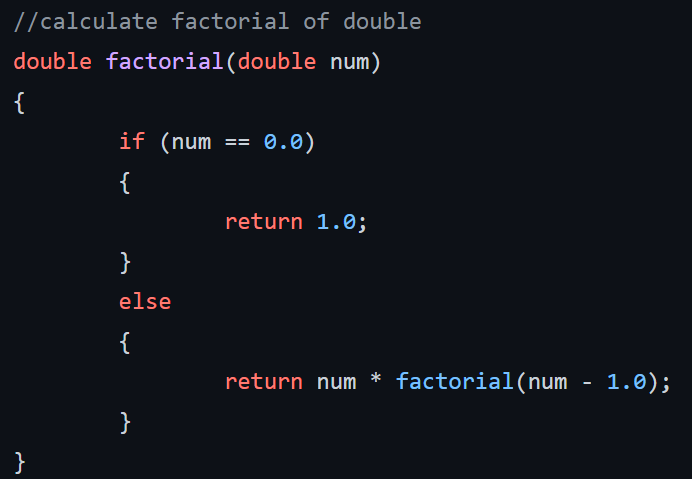 //calculate factorial of double
double factorial(double num)
{
        if (num == 0.0)
        {
                return 1.0;
        }
        else
        {
                return num * factorial(num - 1.0);
        }
}